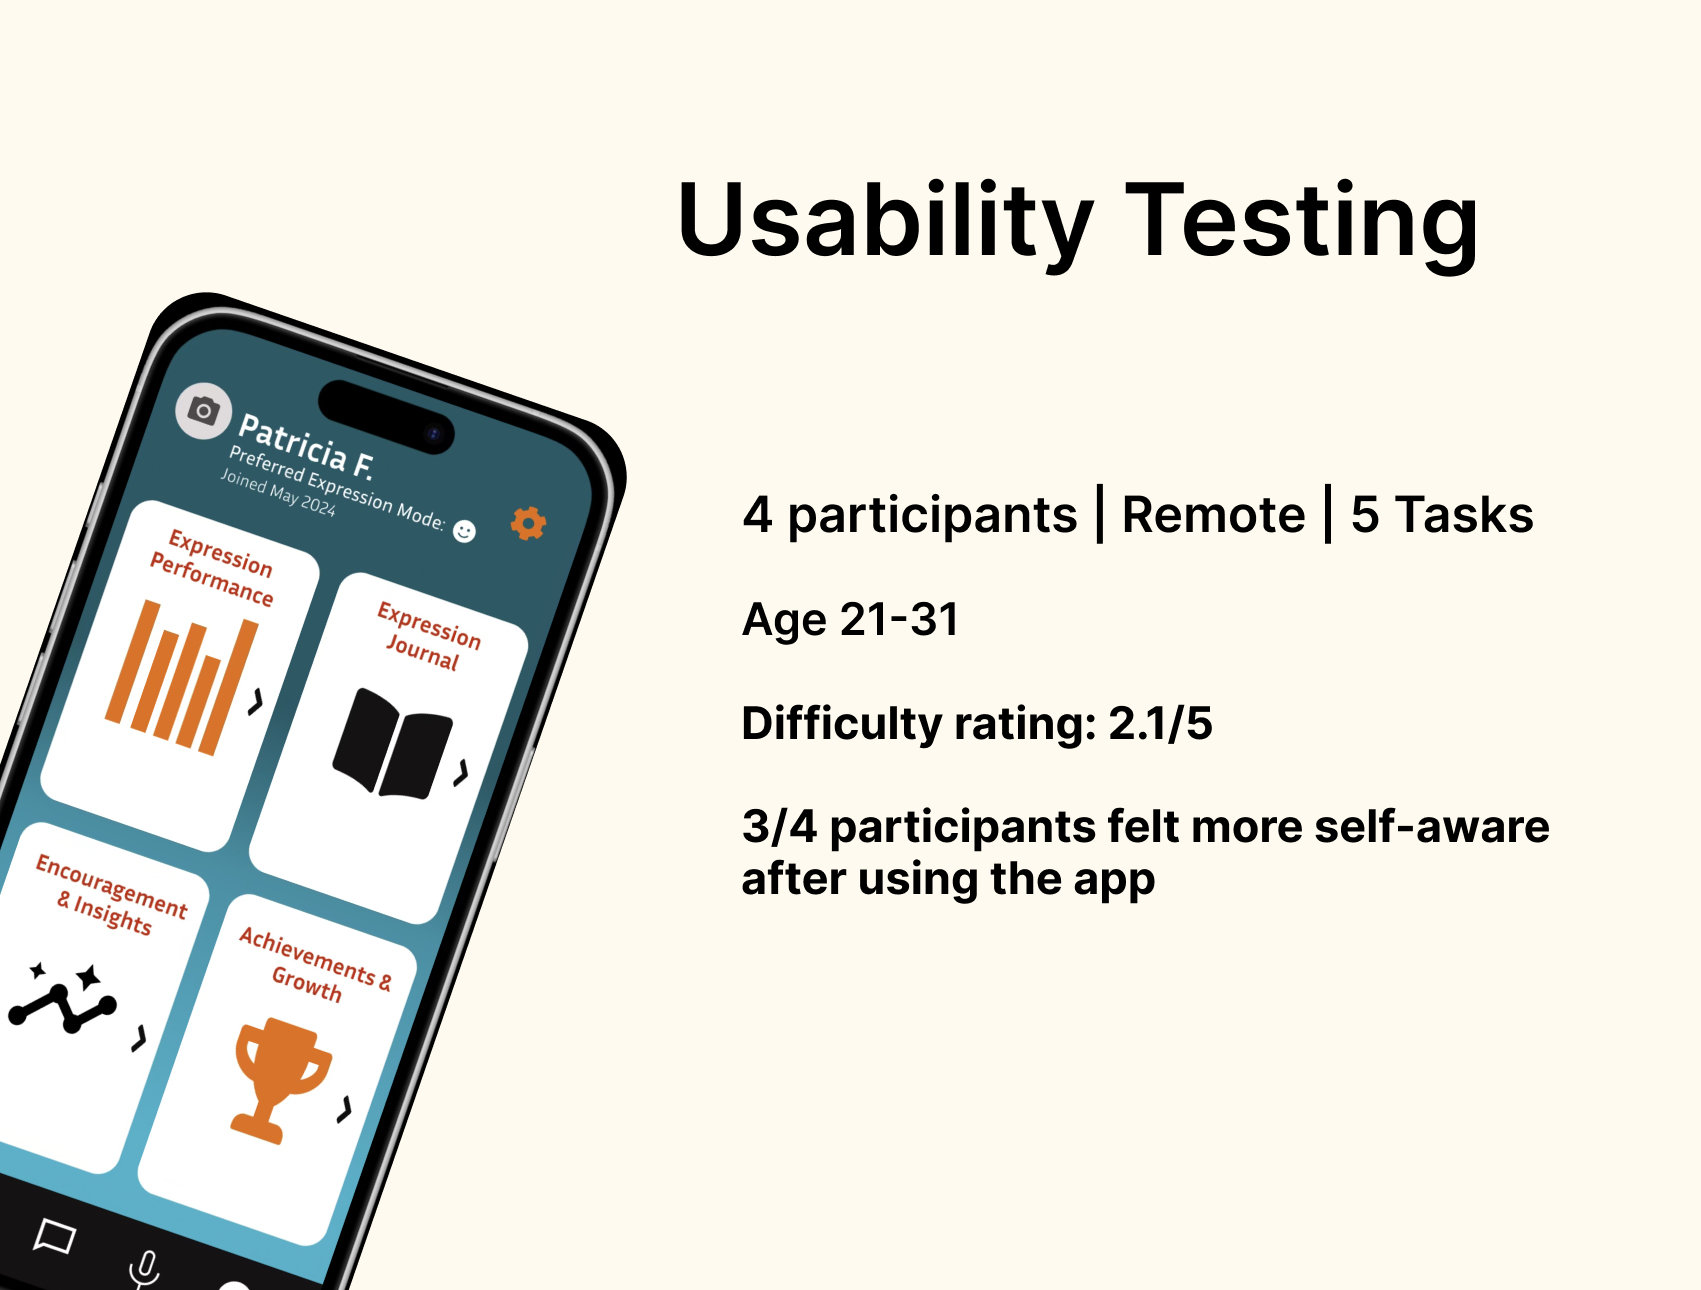 Usability Testing
4 participants | Remote | 5 Tasks
Age 21-31
Difficulty rating: 2.1/5
3/4 participants felt more self-aware
after using the app
Patricia F.
Preferred Expression Mode:
Joined May 2024
Expression
Performance
Expression
Journal
Encouragement
& Insights
Achievements &
Growth